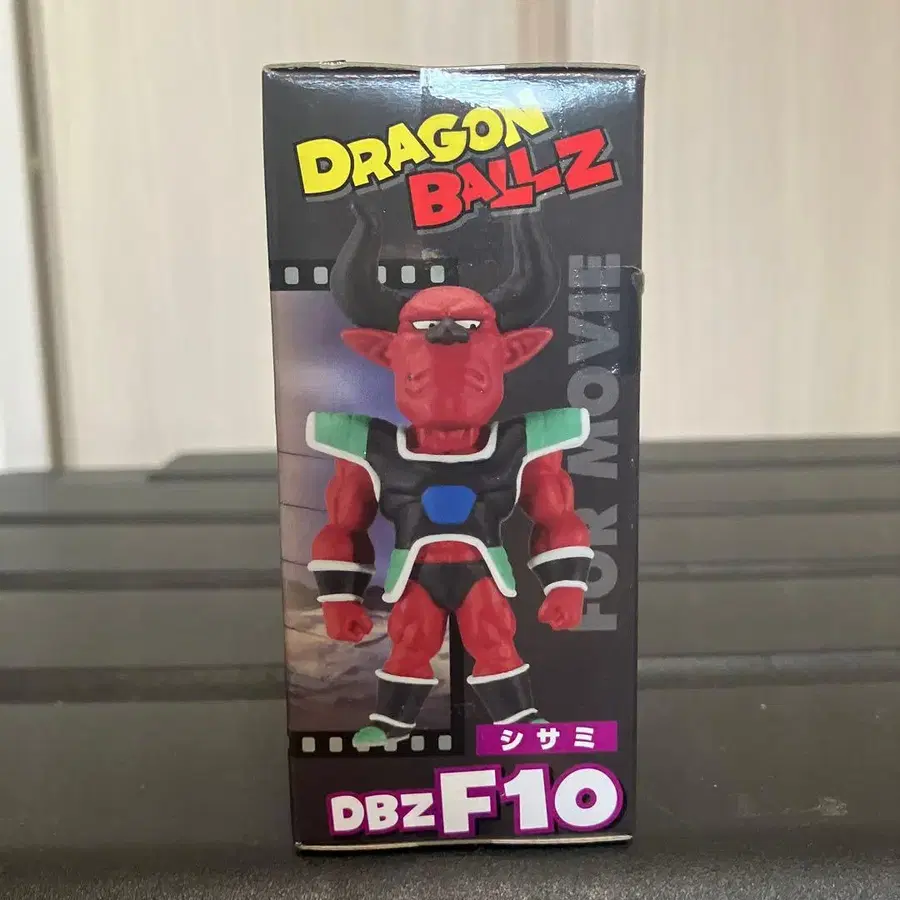 DRAGON
BALL Z
FOR MOVIE
シサミ
DBZ F10